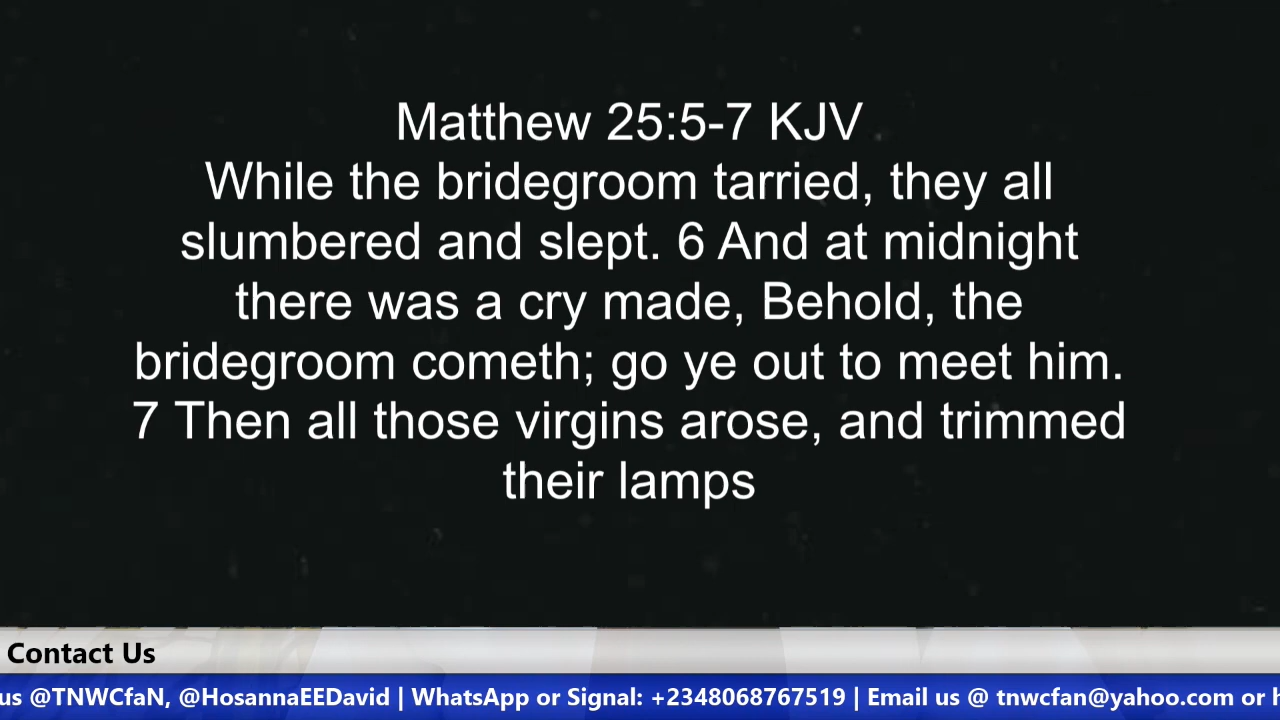 Matthew 25:5-7 KJV
While the bridegroom tarried, they all
slumbered and slept. 6 And at midnight
there was a cry made, Behold, the
bridegroom cometh; go ye out to meet him.
7 Then all those virgins arose, and trimmed
their lamps
Contact Us
us @TNWCfaN, @HosannaEEDavid | WhatsApp or Signal: +2348068767519 | Email us @ tnwcfan@yahoo.com or